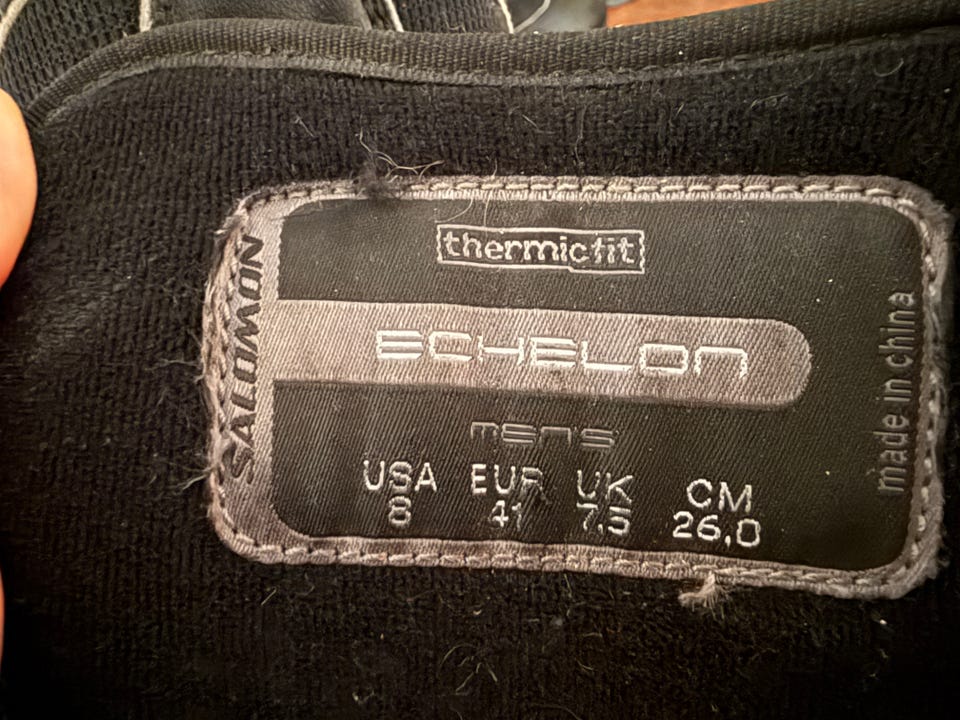 SALOMON
thermicfit
ECHELON
mens
USA EUR UK CM
8 41 7.5 26.0
made in china